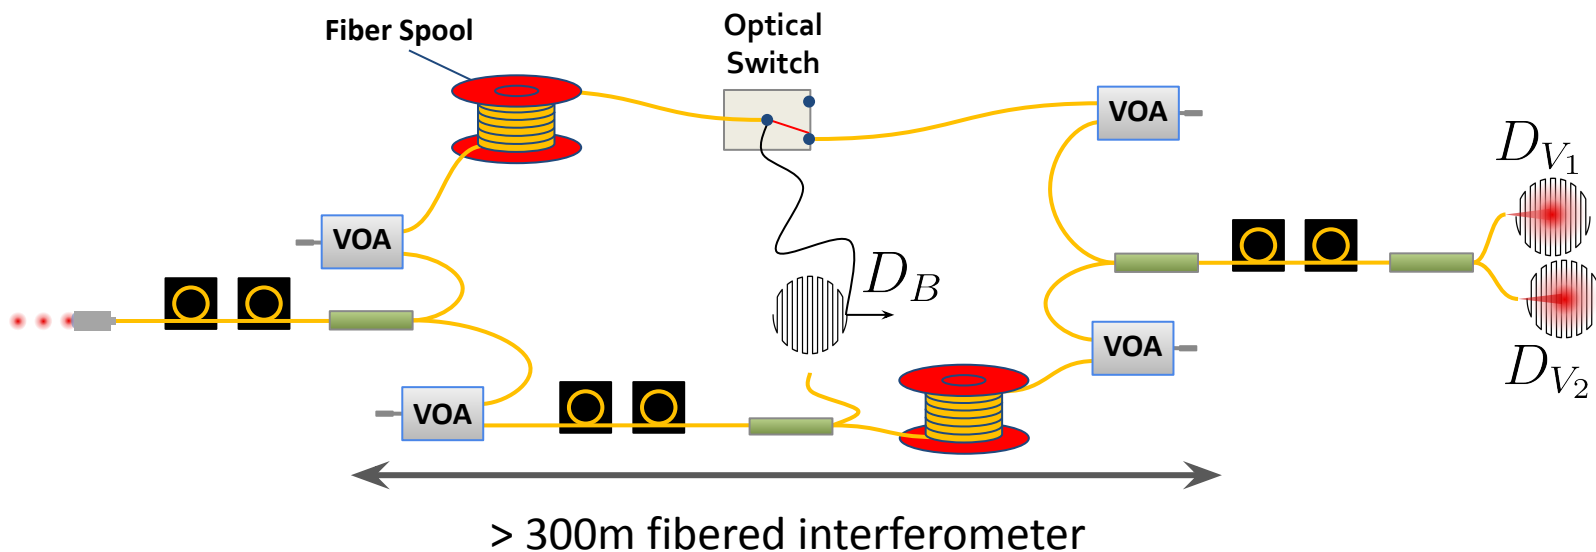 Fiber Spool
Optical
Switch
VOA
D_{V_1}
VOA
D_B
VOA
D_{V_2}
VOA
> 300m fibered interferometer